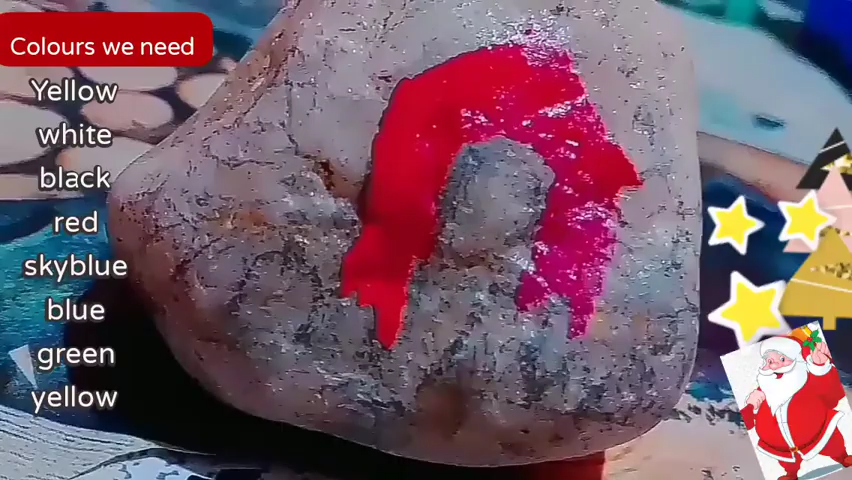 Colours we need
Yellow
white
black
red
skyblue
blue
green
yellow